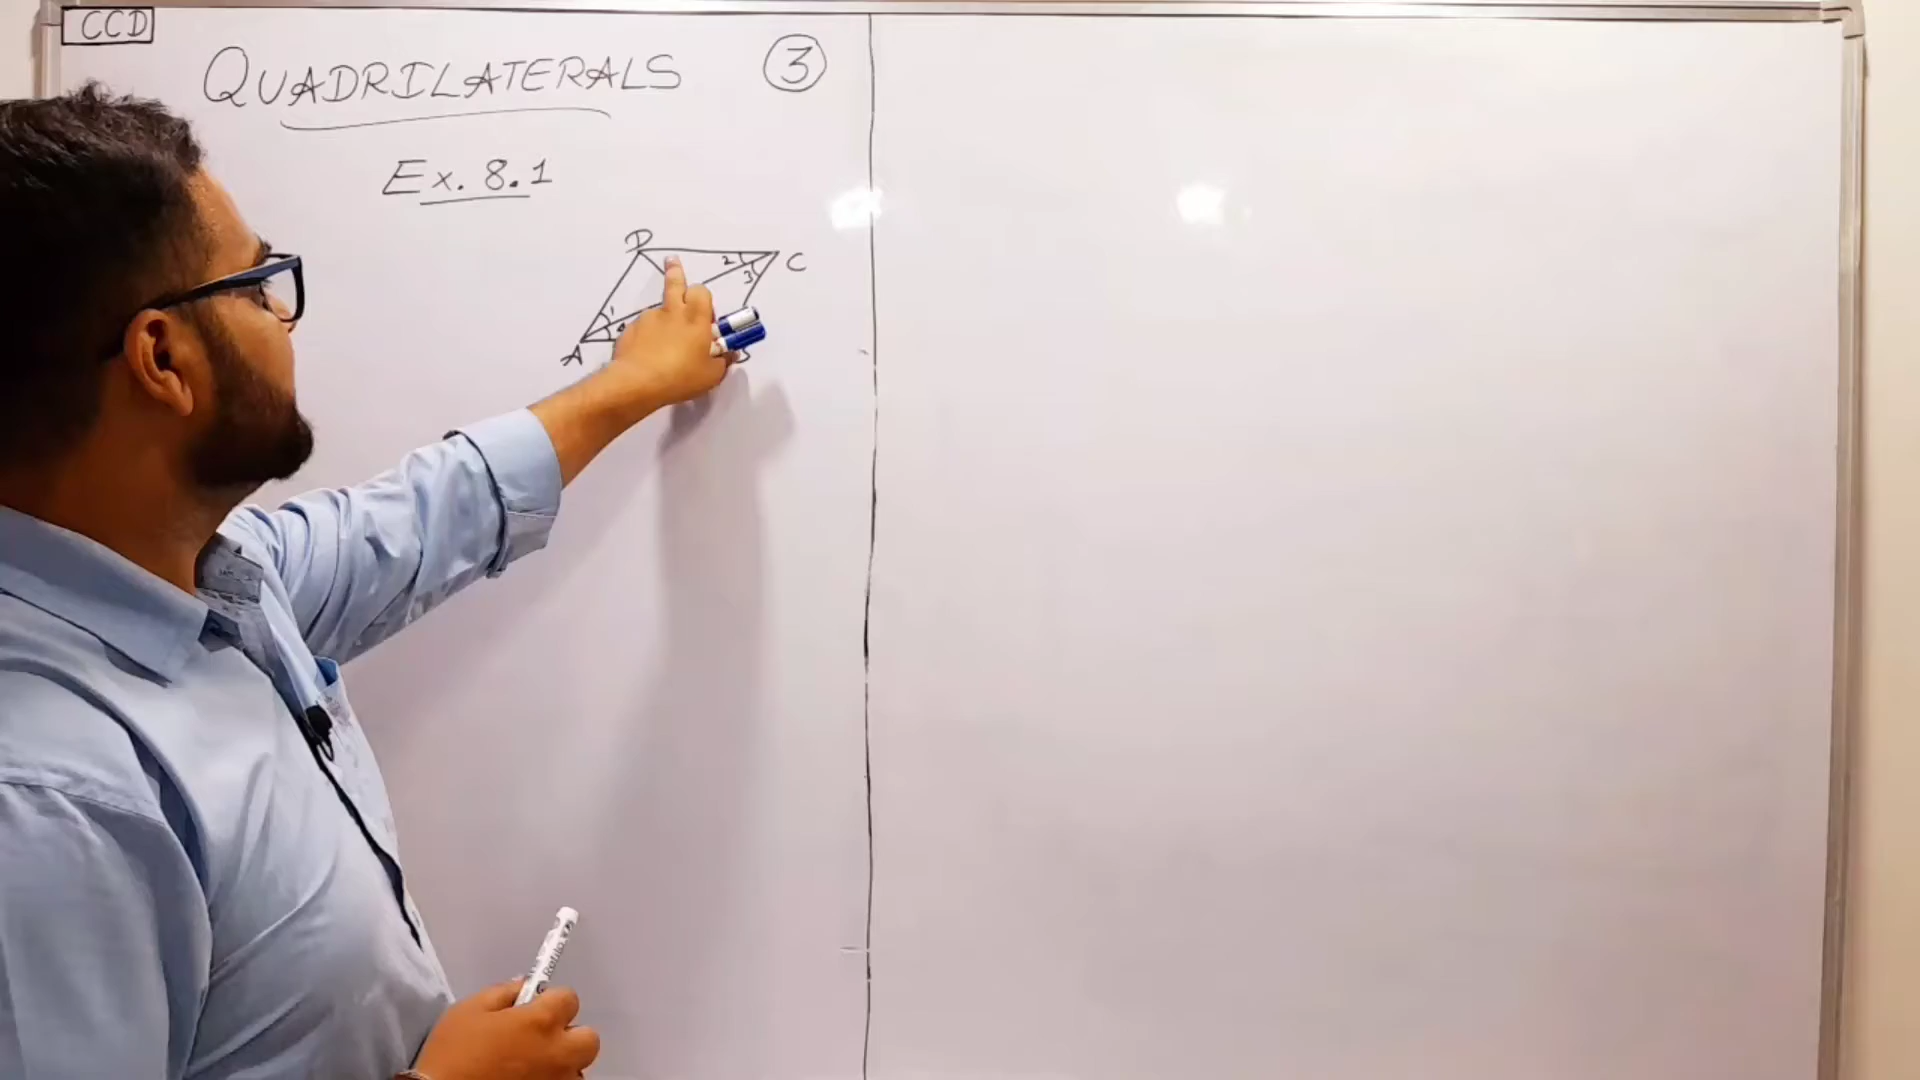 CCD
QUADRILATERALS
3
Ex. 8.1
D
C
2
3
1
A